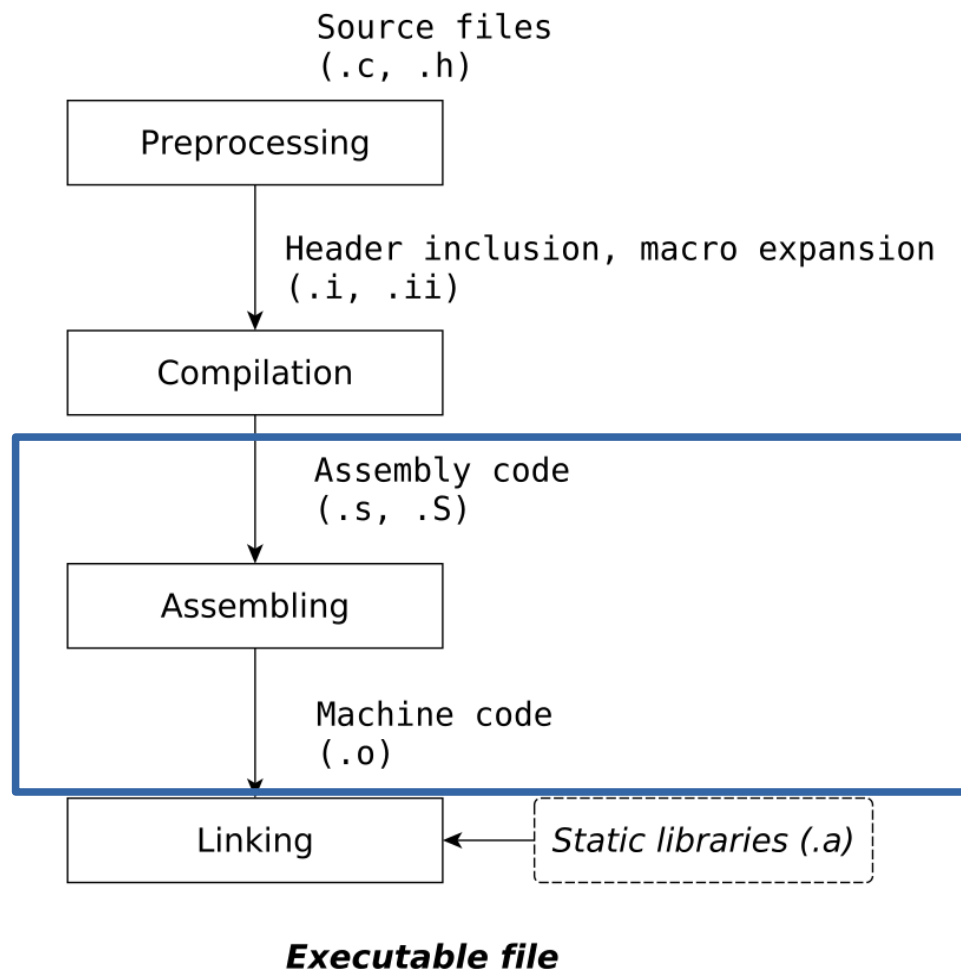 Source files
(.c, .h)
Preprocessing
Header inclusion, macro expansion
(.i, .ii)
Compilation
Assembly code
(.s, .S)
Assembling
Machine code
(.o)
Linking
Static libraries (.a)
Executable file